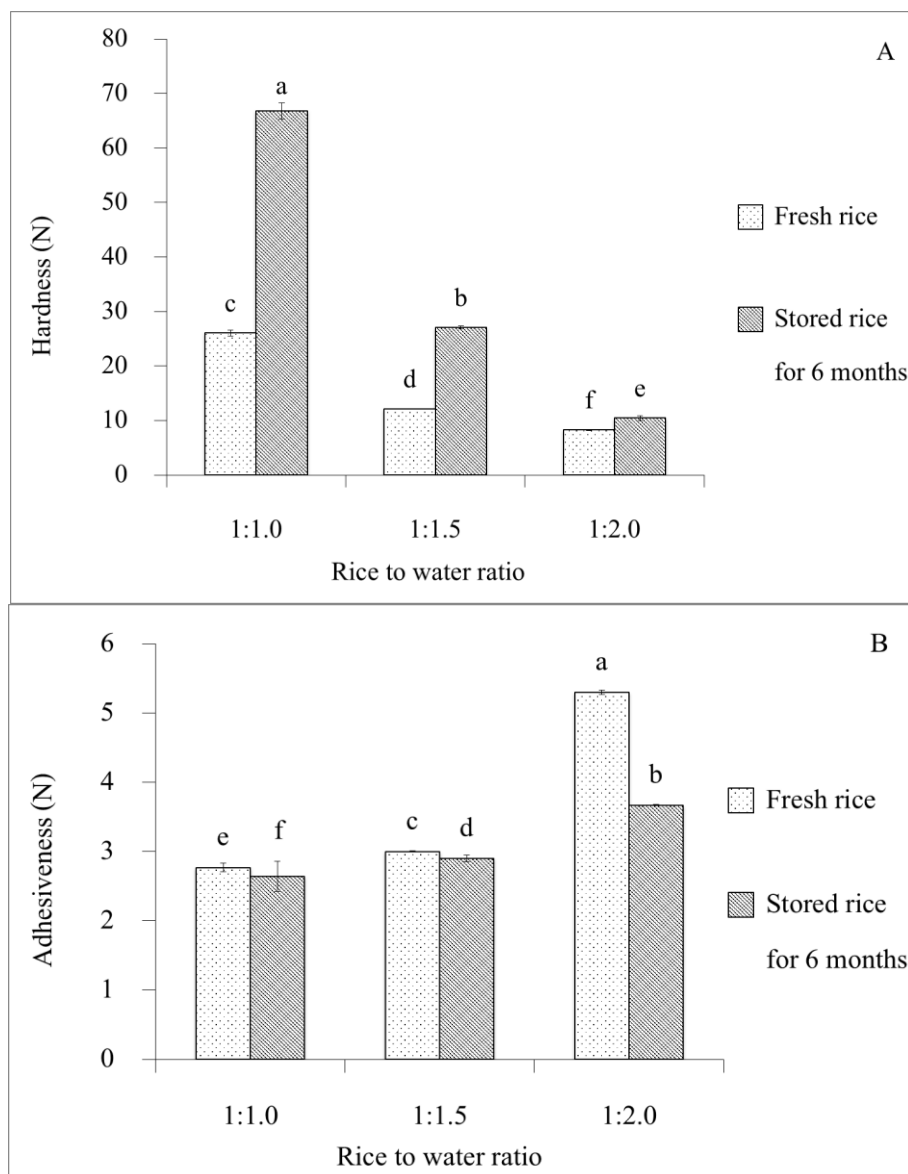 A
80
70
60
50
40
30
20
10
0
Hardness (N)
a
c
b
d
f
e
1:1.0
1:1.5
1:2.0
Rice to water ratio
Fresh rice
Stored rice
for 6 months
B
6
5
4
3
2
1
0
Adhesiveness (N)
e
f
c
d
a
b
1:1.0
1:1.5
1:2.0
Rice to water ratio
Fresh rice
Stored rice
for 6 months